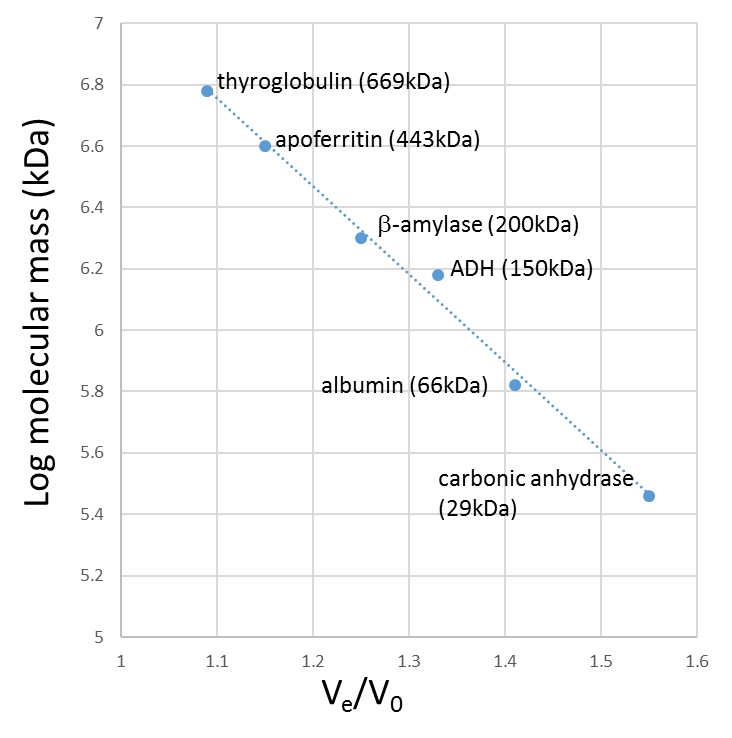 Log molecular mass (kDa)
7
6.8
6.6
6.4
6.2
6
5.8
5.6
5.4
5.2
5
thyroglobulin (669kDa)
apoferritin (443kDa)
β-amylase (200kDa)
ADH (150kDa)
albumin (66kDa)
carbonic anhydrase
(29kDa)
1 1.1 1.2 1.3 1.4 1.5 1.6
Ve/V0